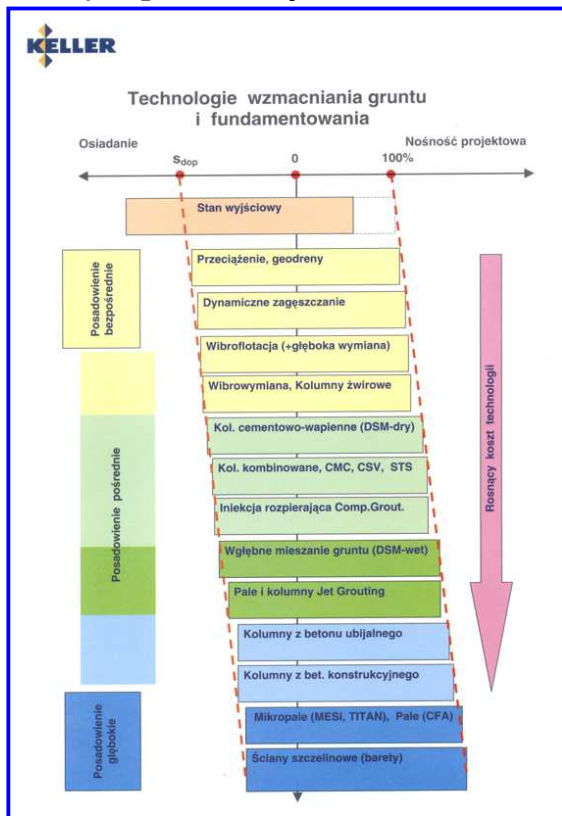 KELLER
Technologie wzmacniania gruntu
i fundamentowania
Osiadanie
Nośność projektowa
Sdop
0
100%
Stan wyjściowy
Posadowienie
bezpośrednie
Przeciążenie, geodreny
Dynamiczne zagęszczanie
Wibroflotacja (+głęboka wymiana)
Wibrowymiana, Kolumny żwirowe
Posadowienie pośrednie
Kol. cementowo-wapienne (DSM-dry)
Kol. kombinowane, CMC, CSV, STS
Iniekcja rozpierająca Comp.Grout.
Wgłębne mieszanie gruntu (DSM-wet)
Pale i kolumny Jet Grouting
Kolumny z betonu ubijalnego
Kolumny z bet. konstrukcyjnego
Posadowienie
głębokie
Mikropale (MESI, TITAN), Pale (CFA)
Ściany szczelinowe (barety)
Rosnący koszt technologii